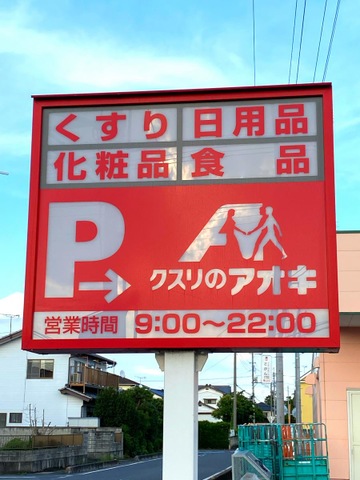 くすり 日用品
化粧品 食品
P→
クスリのアオキ
営業時間 9:00〜22:00